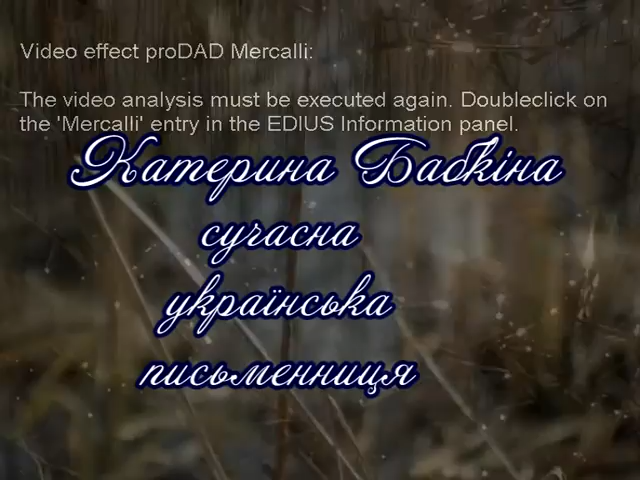 Video effect proDAD Mercalli:
The video analysis must be executed again. Doubleclick on
the 'Mercalli' entry in the EDIUS Information panel.
Катерина Бабкіна
сучасна
українська
письменниця